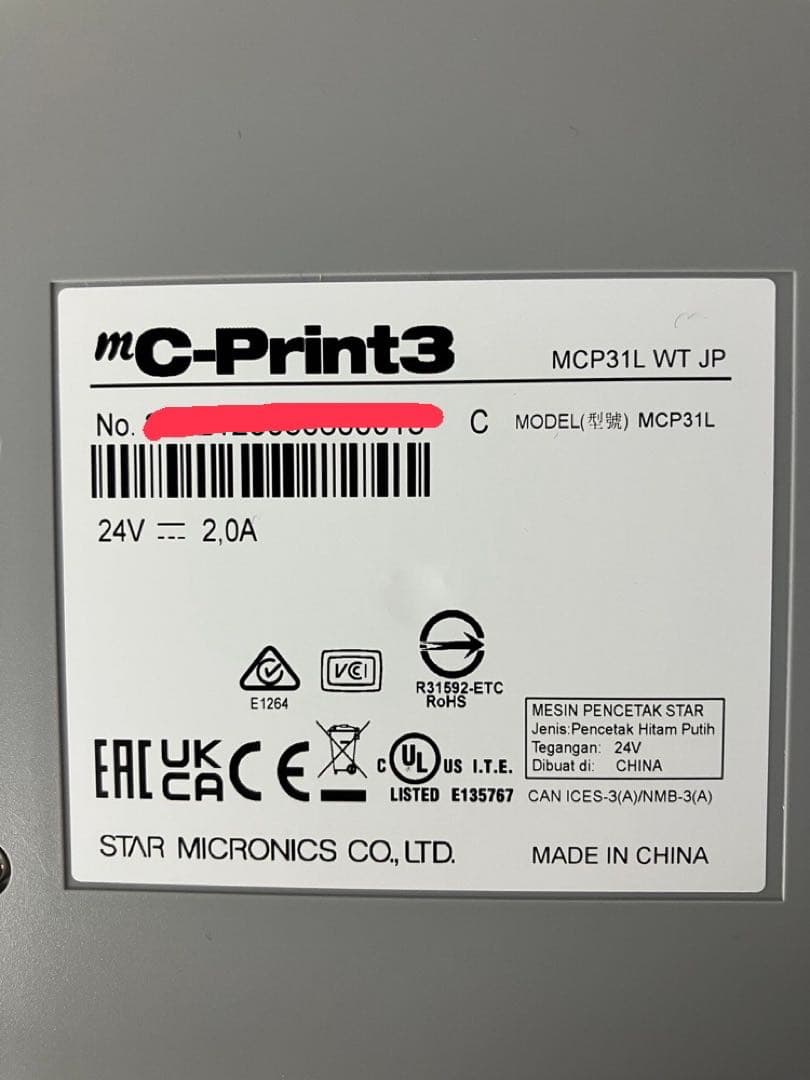 mC-Print3
MCP31L WT JP
No.
C
MODEL(型號) MCP31L
24V 2,0A
E1264
VCI
R31592-ETC
RoHS
MESIN PENCETAK STAR
Jenis:Pencetak Hitam Putih
Tegangan: 24V
Dibuat di: CHINA
EAC UK CA CE
C UL US I.T.E.
LISTED E135767
CAN ICES-3(A)/NMB-3(A)
STAR MICRONICS CO., LTD.
MADE IN CHINA